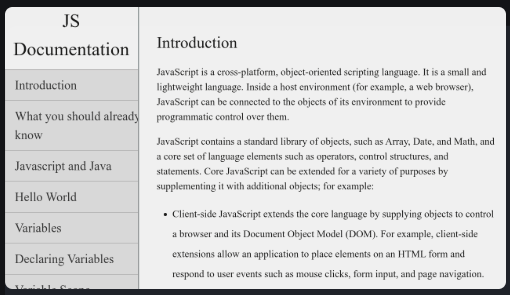 JS
Documentation
Introduction
What you should already
know
Javascript and Java
Hello World
Variables
Declaring Variables
Variable Scope
Introduction
JavaScript is a cross-platform, object-oriented scripting language. It is a small and
lightweight language. Inside a host environment (for example, a web browser),
JavaScript can be connected to the objects of its environment to provide
programmatic control over them.
JavaScript contains a standard library of objects, such as Array, Date, and Math, and
a core set of language elements such as operators, control structures, and
statements. Core JavaScript can be extended for a variety of purposes by
supplementing it with additional objects; for example:
• Client-side JavaScript extends the core language by supplying objects to control
a browser and its Document Object Model (DOM). For example, client-side
extensions allow an application to place elements on an HTML form and
respond to user events such as mouse clicks, form input, and page navigation.